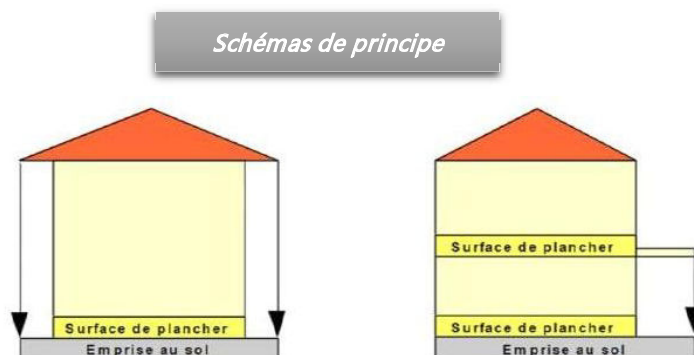 Schémas de principe
Surface de plancher
Emprise au sol
Surface de plancher
Surface de plancher
Emprise au sol